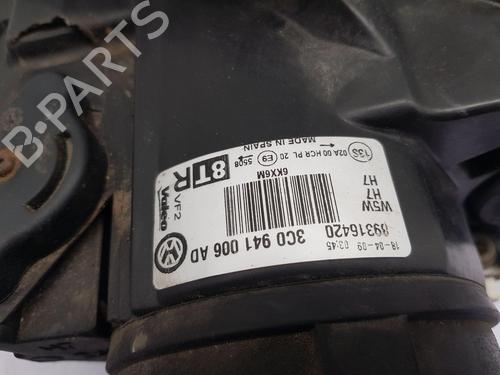 B-PARTS
18-04-09 03:45
89316420
W5W
H7
H7
3C0 941 006 AD
6KX6M
VF2
Valeo
8TR
13S 02A 00 HCR PL 20 E9 5508
MADE IN SPAIN